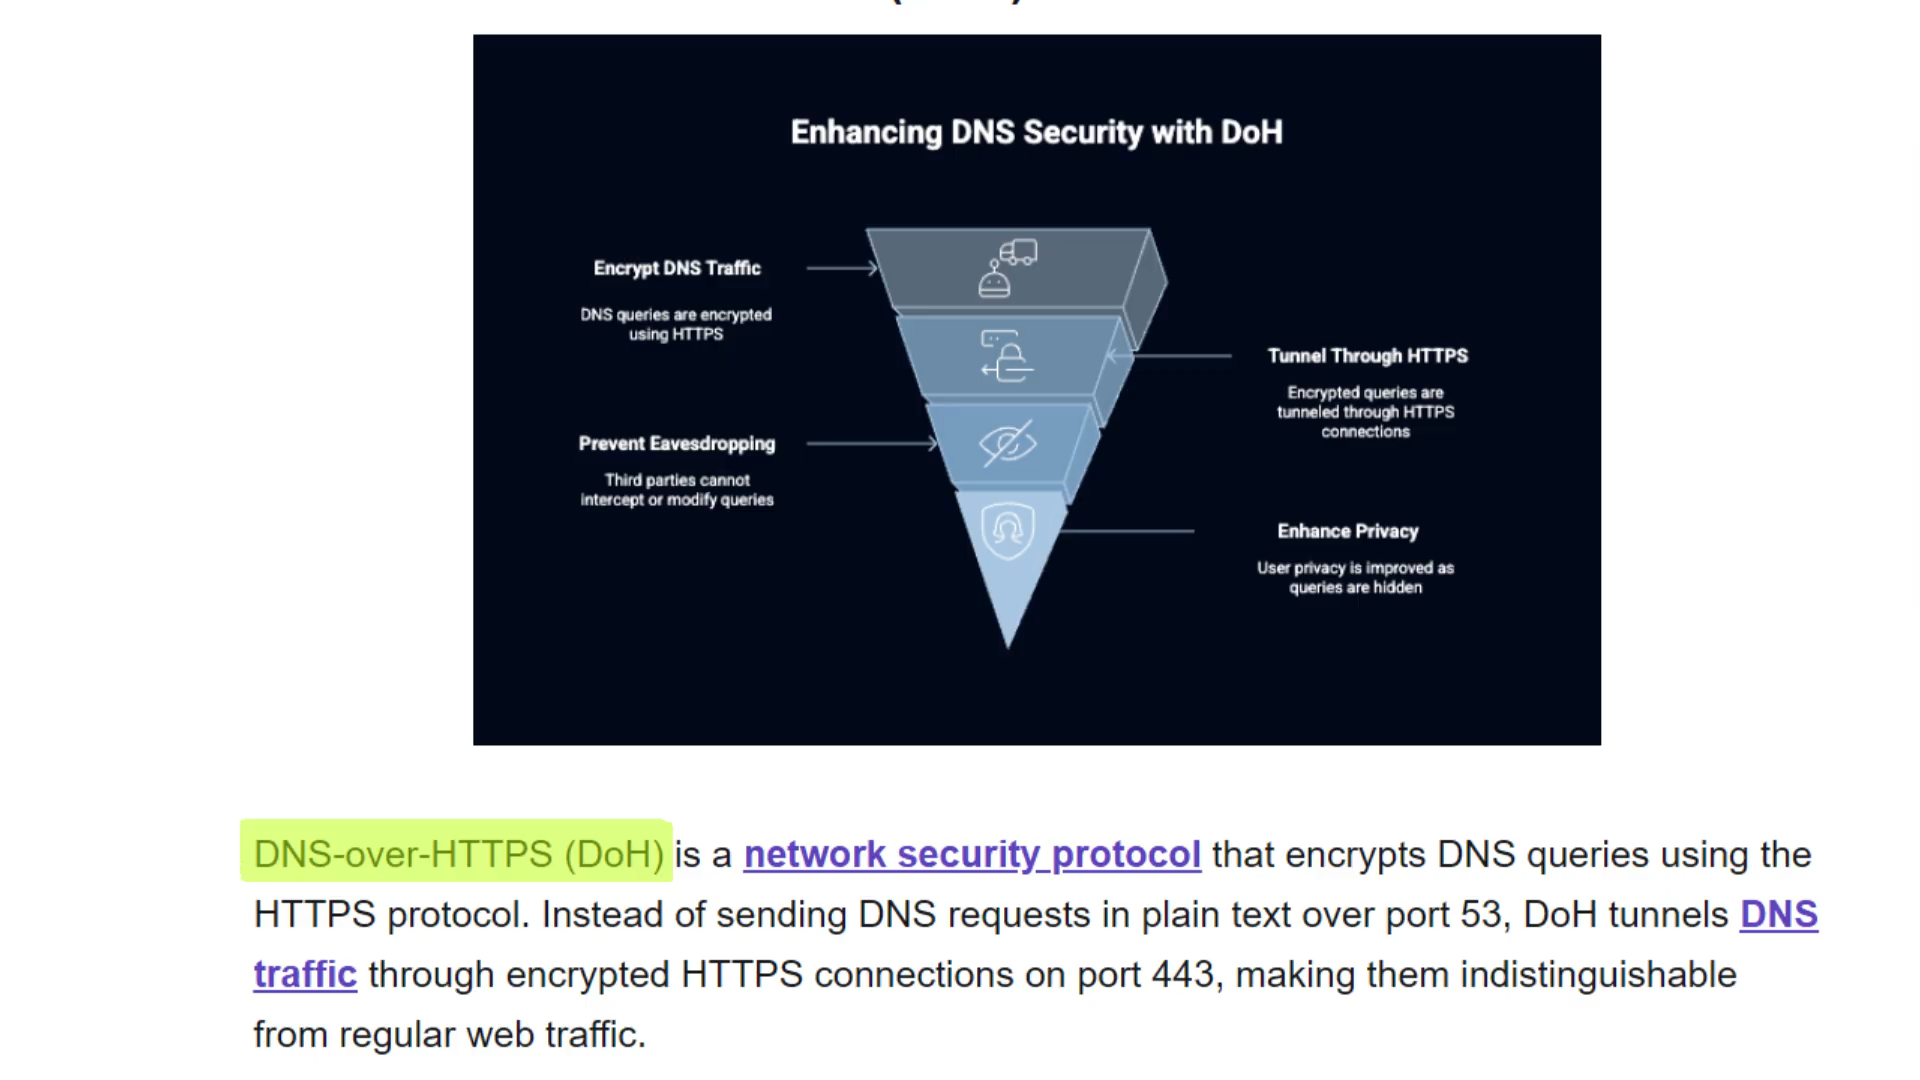 Enhancing DNS Security with DoH
Encrypt DNS Traffic
DNS queries are encrypted
using HTTPS
Tunnel Through HTTPS
Encrypted queries are
tunneled through HTTPS
connections
Prevent Eavesdropping
Third parties cannot
intercept or modify queries
Enhance Privacy
User privacy is improved as
queries are hidden
DNS-over-HTTPS (DoH) is a network security protocol that encrypts DNS queries using the
HTTPS protocol. Instead of sending DNS requests in plain text over port 53, DoH tunnels DNS
traffic through encrypted HTTPS connections on port 443, making them indistinguishable
from regular web traffic.